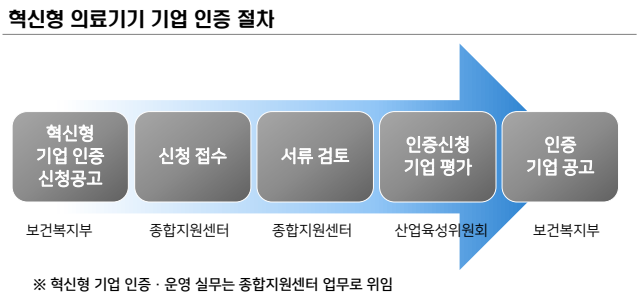 혁신형 의료기기 기업 인증 절차
혁신형
기업 인증
신청공고
신청 접수
서류 검토
인증신청
기업 평가
인증
기업 공고
보건복지부
종합지원센터
종합지원센터
산업육성위원회
보건복지부
※ 혁신형 기업 인증 · 운영 실무는 종합지원센터 업무로 위임